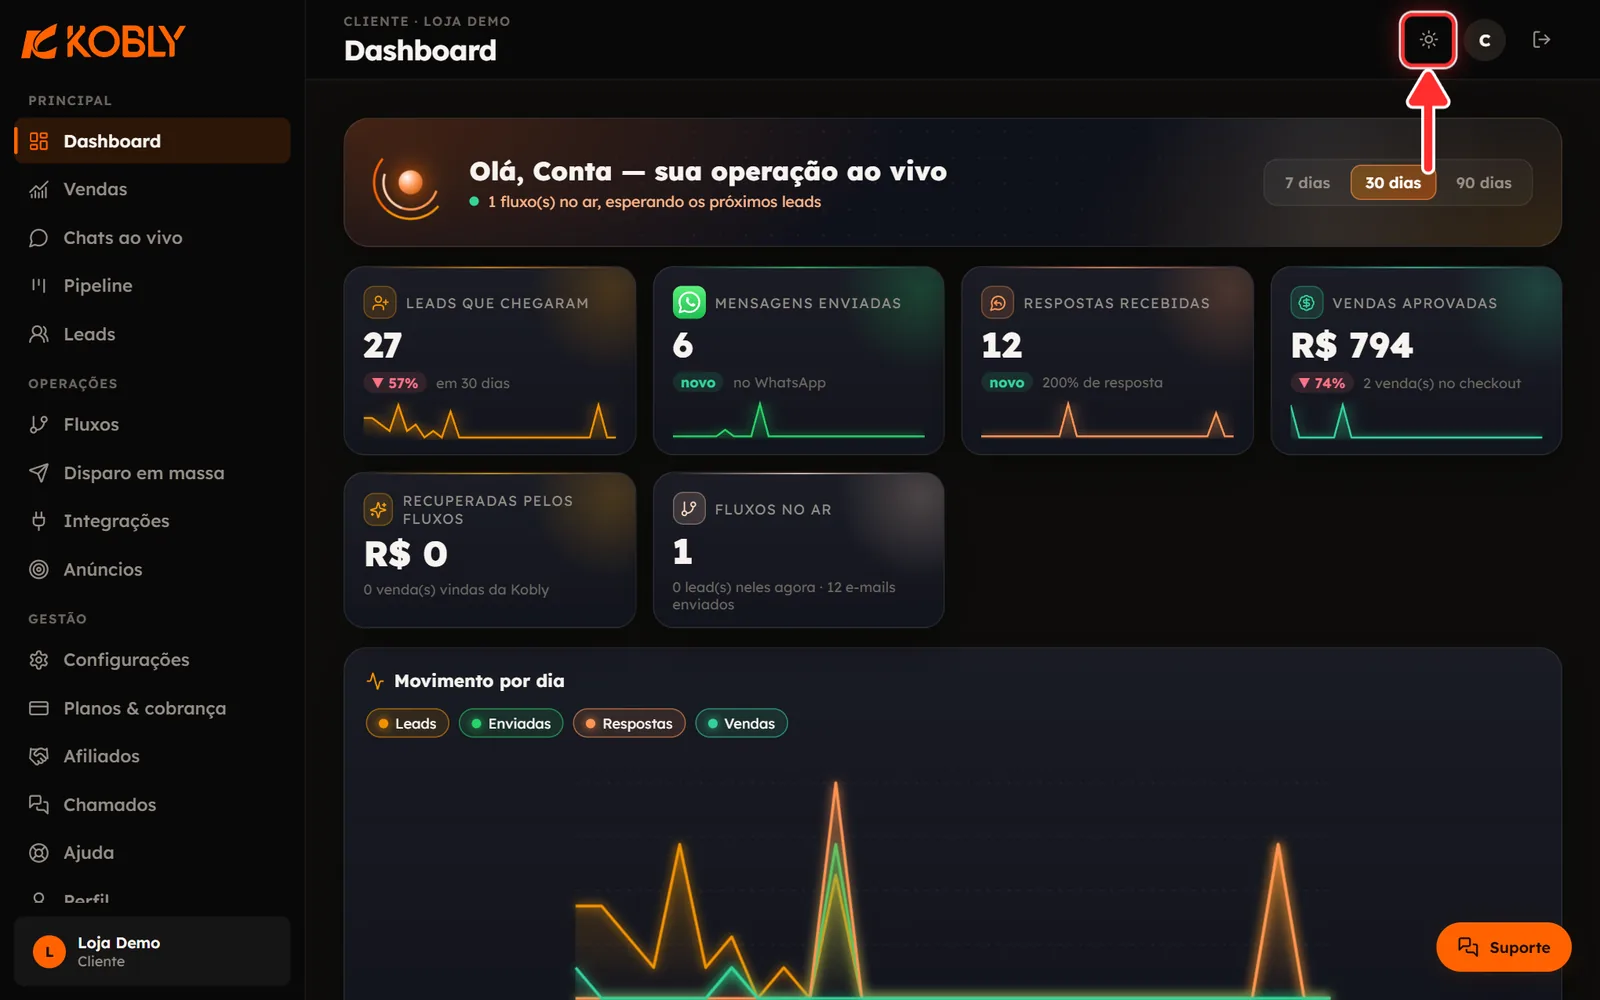 KOBLY
PRINCIPAL
Dashboard
Vendas
Chats ao vivo
Pipeline
Leads
OPERAÇÕES
Fluxos
Disparo em massa
Integrações
Anúncios
GESTÃO
Configurações
Planos & cobrança
Afiliados
Chamados
Ajuda
Perfil
L
Loja Demo
Cliente
CLIENTE · LOJA DEMO
Dashboard
C
Olá, Conta — sua operação ao vivo
1 fluxo(s) no ar, esperando os próximos leads
7 dias
30 dias
90 dias
LEADS QUE CHEGARAM
27
▼ 57% em 30 dias
MENSAGENS ENVIADAS
6
novo no WhatsApp
RESPOSTAS RECEBIDAS
12
novo 200% de resposta
VENDAS APROVADAS
R$ 794
▼ 74% 2 venda(s) no checkout
RECUPERADAS PELOS
FLUXOS
R$ 0
0 venda(s) vindas da Kobly
FLUXOS NO AR
1
0 lead(s) neles agora · 12 e-mails
enviados
Movimento por dia
Leads
Enviadas
Respostas
Vendas
Suporte